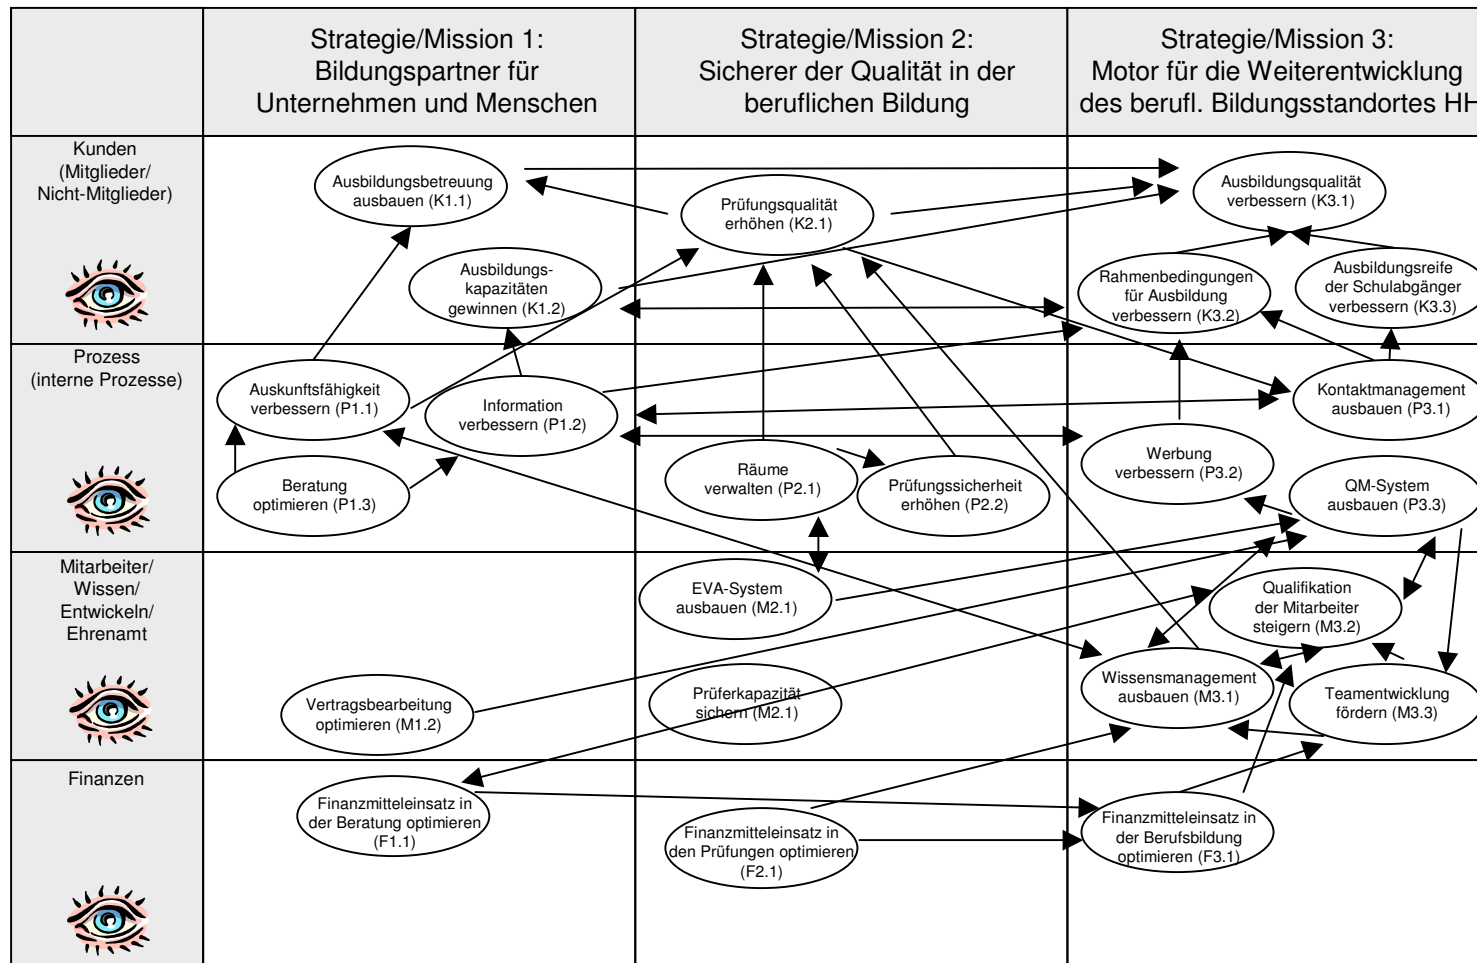 Strategie/Mission 1:
Bildungspartner für
Unternehmen und Menschen
Strategie/Mission 2:
Sicherer der Qualität in der
beruflichen Bildung
Strategie/Mission 3:
Motor für die Weiterentwicklung
des berufl. Bildungsstandortes HH
Kunden
(Mitglieder/
Nicht-Mitglieder)
Ausbildungsbetreuung
ausbauen (K1.1)
Ausbildungs-
kapazitäten
gewinnen (K1.2)
Prüfungsqualität
erhöhen (K2.1)
Ausbildungsqualität
verbessern (K3.1)
Rahmenbedingungen
für Ausbildung
verbessern (K3.2)
Ausbildungsreife
der Schulabgänger
verbessern (K3.3)
Prozess
(interne Prozesse)
Auskunftsfähigkeit
verbessern (P1.1)
Information
verbessern (P1.2)
Beratung
optimieren (P1.3)
Räume
verwalten (P2.1)
Prüfungssicherheit
erhöhen (P2.2)
Kontaktmanagement
ausbauen (P3.1)
Werbung
verbessern (P3.2)
QM-System
ausbauen (P3.3)
Mitarbeiter/
Wissen/
Entwickeln/
Ehrenamt
Vertragsbearbeitung
optimieren (M1.2)
EVA-System
ausbauen (M2.1)
Prüferkapazität
sichern (M2.1)
Qualifikation
der Mitarbeiter
steigern (M3.2)
Wissensmanagement
ausbauen (M3.1)
Teamentwicklung
fördern (M3.3)
Finanzen
Finanzmitteleinsatz in
der Beratung optimieren
(F1.1)
Finanzmitteleinsatz in
den Prüfungen optimieren
(F2.1)
Finanzmitteleinsatz in
der Berufsbildung
optimieren (F3.1)